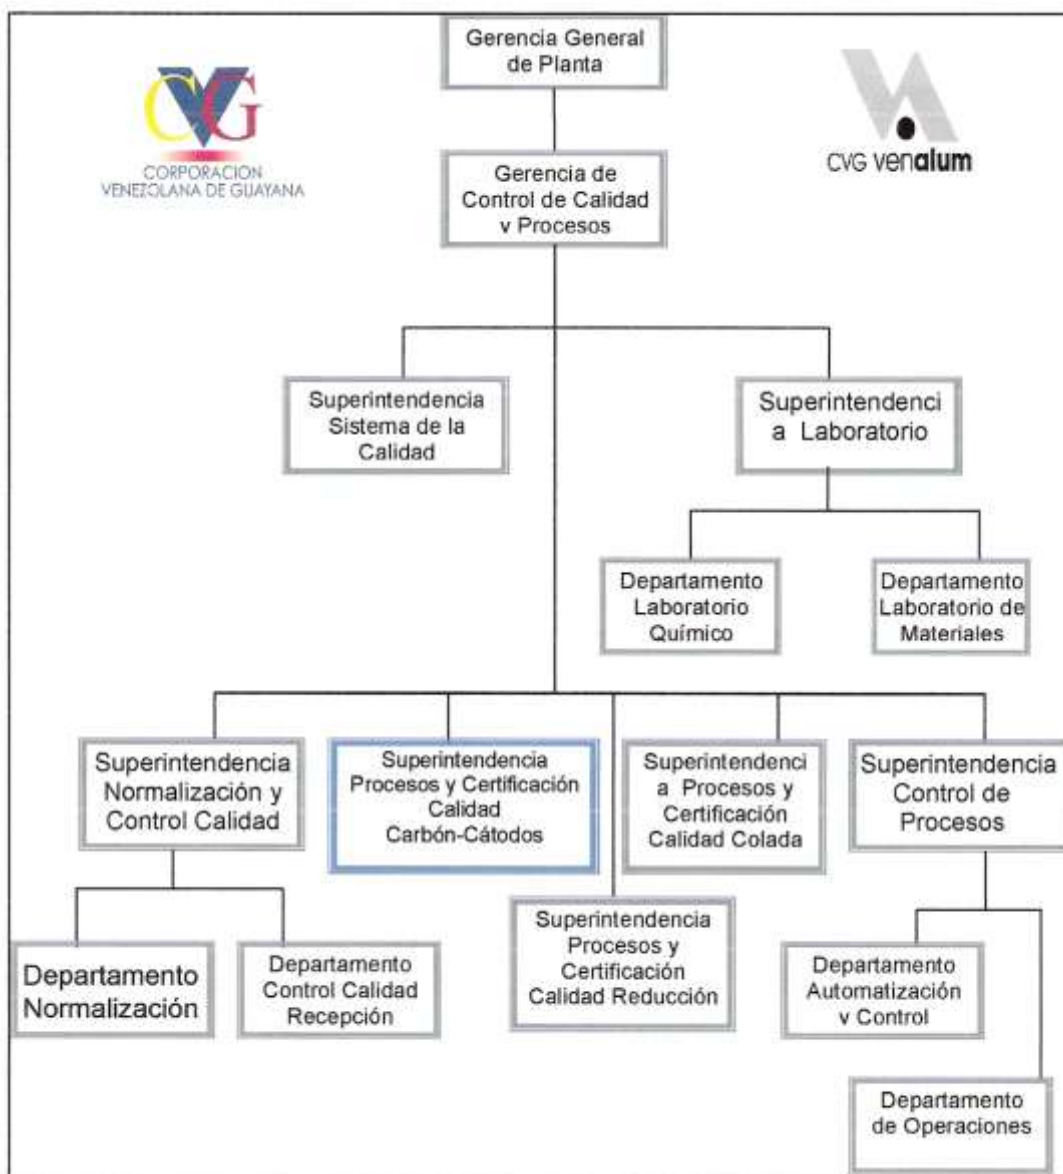 Gerencia General
de Planta
CVG
CORPORACION
VENEZOLANA DE GUAYANA
CVG venalum
Gerencia de
Control de Calidad
v Procesos
Superintendencia
Sistema de la
Calidad
Superintendenci
a Laboratorio
Departamento
Laboratorio
Químico
Departamento
Laboratorio de
Materiales
Superintendencia
Normalización y
Control Calidad
Superintendencia
Procesos y Certificación
Calidad
Carbón-Cátodos
Superintendenci
a Procesos y
Certificación
Calidad Colada
Superintendencia
Control de
Procesos
Departamento
Normalización
Departamento
Control Calidad
Recepción
Superintendencia
Procesos y
Certificación
Calidad Reducción
Departamento
Automatización
v Control
Departamento
de Operaciones